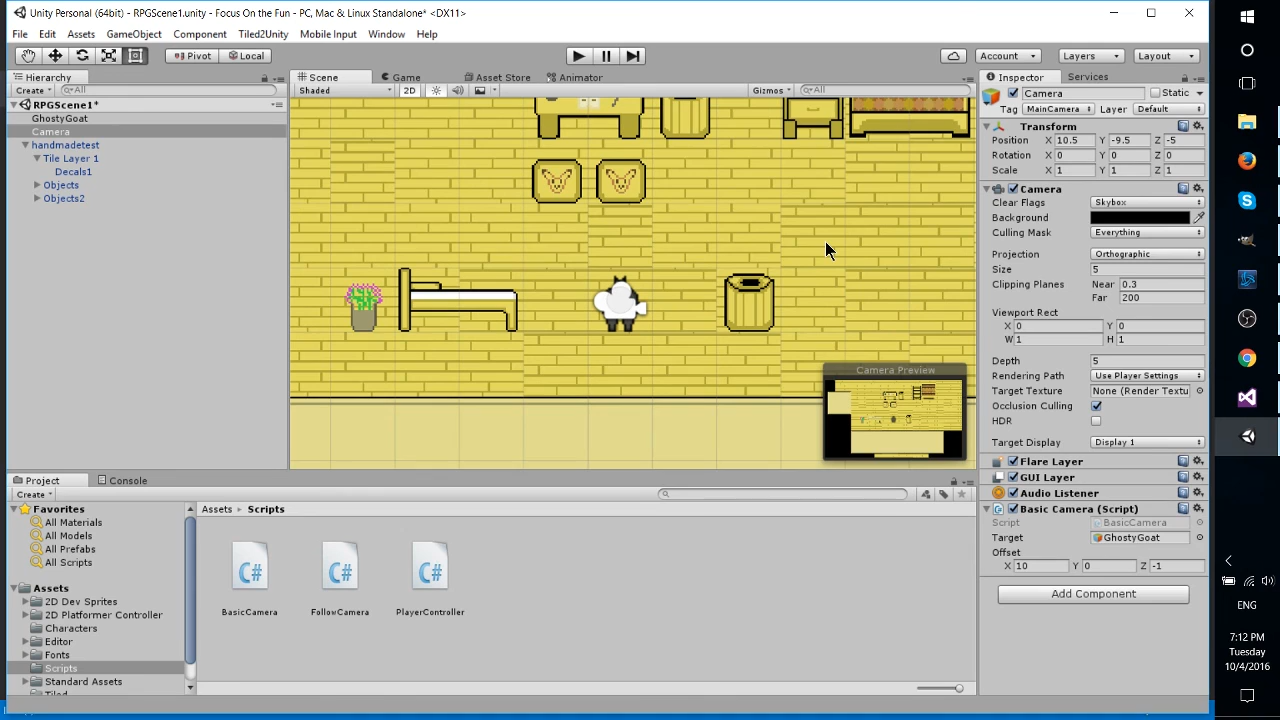 Unity Personal (64bit) - RPGScene1.unity - Focus On the Fun - PC, Mac & Linux Standalone* <DX11>
File Edit Assets GameObject Component Tiled2Unity Mobile Input Window Help
Pivot Local Account Layers Layout
Hierarchy
Create All
RPGScene1*
GhostyGoat
Camera
handmadetest
Tile Layer 1
Decals1
Objects
Objects2
Scene Game Asset Store Animator
Shaded 2D Gizmos All
Camera Preview
Inspector Services
Camera Static
Tag MainCamera Layer Default
Transform
Position X 10.5 Y -9.5 Z -5
Rotation X 0 Y 0 Z 0
Scale X 1 Y 1 Z 1
Camera
Clear Flags Skybox
Background
Culling Mask Everything
Projection Orthographic
Size 5
Clipping Planes Near 0.3
Far 200
Viewport Rect
X 0 Y 0
W 1 H 1
Depth 5
Rendering Path Use Player Settings
Target Texture None (Render Textu
Occlusion Culling
HDR
Target Display Display 1
Flare Layer
GUI Layer
Audio Listener
Basic Camera (Script)
Script BasicCamera
Target GhostyGoat
Offset
X 10 Y 0 Z -1
Add Component
Project Console
Create
Favorites
All Materials
All Models
All Prefabs
All Scripts
Assets
2D Dev Sprites
2D Platformer Controller
Characters
Editor
Fonts
Scripts
Standard Assets
Tiled
Assets Scripts
C# C# C#
BasicCamera FollowCamera PlayerController
ENG
7:12 PM
Tuesday
10/4/2016